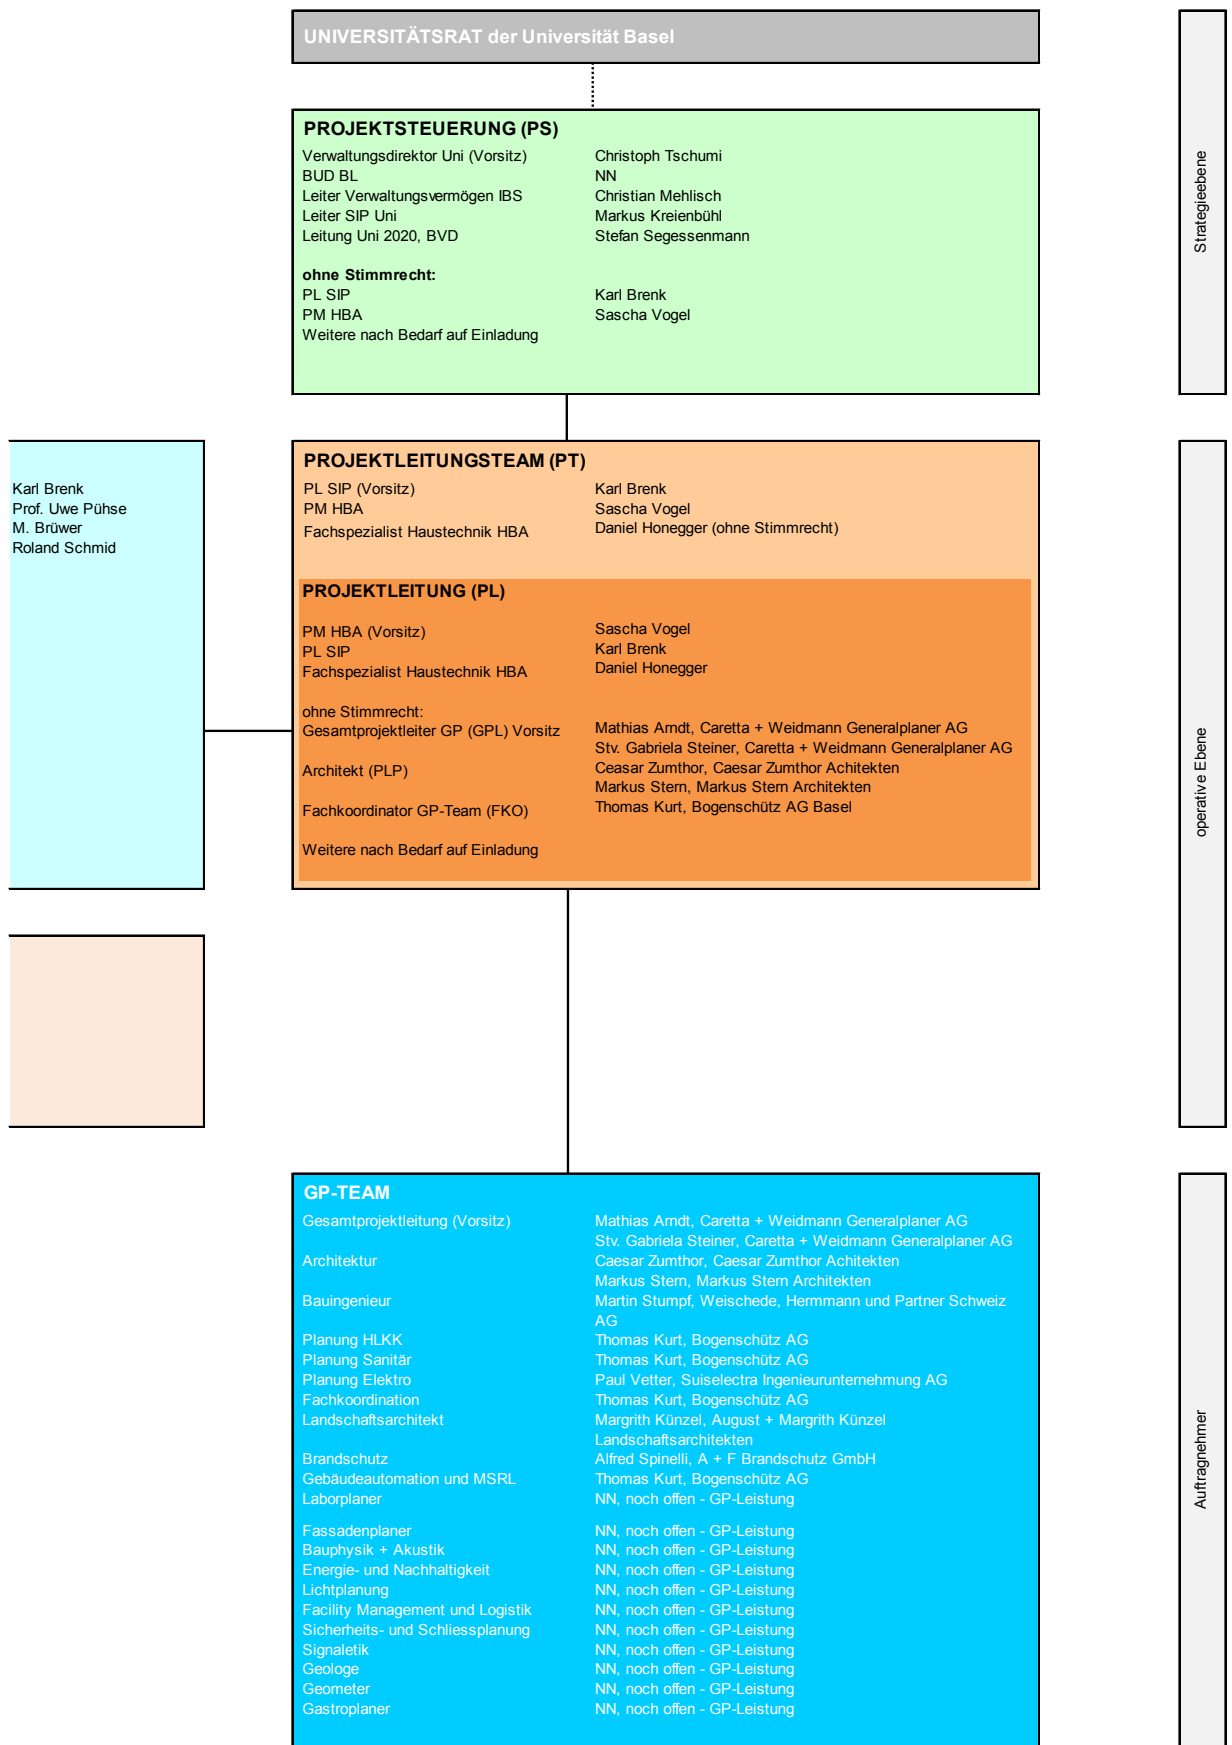 UNIVERSITÄTSRAT der Universität Basel
PROJEKTSTEUERUNG (PS)
Verwaltungsdirektor Uni (Vorsitz) Christoph Tschumi
BUD BL NN
Leiter Verwaltungsvermögen IBS Christian Mehlisch
Leiter SIP Uni Markus Kreienbühl
Leitung Uni 2020, BVD Stefan Segessenmann
ohne Stimmrecht:
PL SIP Karl Brenk
PM HBA Sascha Vogel
Weitere nach Bedarf auf Einladung
Strategieebene
Karl Brenk
Prof. Uwe Pühse
M. Brüwer
Roland Schmid
PROJEKTLEITUNGSTEAM (PT)
PL SIP (Vorsitz) Karl Brenk
PM HBA Sascha Vogel
Fachspezialist Haustechnik HBA Daniel Honegger (ohne Stimmrecht)
PROJEKTLEITUNG (PL)
PM HBA (Vorsitz) Sascha Vogel
PL SIP Karl Brenk
Fachspezialist Haustechnik HBA Daniel Honegger
ohne Stimmrecht:
Gesamtprojektleiter GP (GPL) Vorsitz Mathias Arndt, Caretta + Weidmann Generalplaner AG
Stv. Gabriela Steiner, Caretta + Weidmann Generalplaner AG
Architekt (PLP) Ceasar Zumthor, Caesar Zumthor Achitekten
Markus Stern, Markus Stern Architekten
Fachkoordinator GP-Team (FKO) Thomas Kurt, Bogenschütz AG Basel
Weitere nach Bedarf auf Einladung
operative Ebene
GP-TEAM
Gesamtprojektleitung (Vorsitz) Mathias Arndt, Caretta + Weidmann Generalplaner AG
Stv. Gabriela Steiner, Caretta + Weidmann Generalplaner AG
Architektur Caesar Zumthor, Caesar Zumthor Achitekten
Markus Stern, Markus Stern Architekten
Bauingenieur Martin Stumpf, Weischede, Herrmmann und Partner Schweiz
AG
Planung HLKK Thomas Kurt, Bogenschütz AG
Planung Sanitär Thomas Kurt, Bogenschütz AG
Planung Elektro Paul Vetter, Suiselectra Ingenieurunternehmung AG
Fachkoordination Thomas Kurt, Bogenschütz AG
Landschaftsarchitekt Margrith Künzel, August + Margrith Künzel
Landschaftsarchitekten
Brandschutz Alfred Spinelli, A + F Brandschutz GmbH
Gebäudeautomation und MSRL Thomas Kurt, Bogenschütz AG
Laborplaner NN, noch offen - GP-Leistung
Fassadenplaner NN, noch offen - GP-Leistung
Bauphysik + Akustik NN, noch offen - GP-Leistung
Energie- und Nachhaltigkeit NN, noch offen - GP-Leistung
Lichtplanung NN, noch offen - GP-Leistung
Facility Management und Logistik NN, noch offen - GP-Leistung
Sicherheits- und Schliessplanung NN, noch offen - GP-Leistung
Signaletik NN, noch offen - GP-Leistung
Geologe NN, noch offen - GP-Leistung
Geometer NN, noch offen - GP-Leistung
Gastroplaner NN, noch offen - GP-Leistung
Auftragnehmer